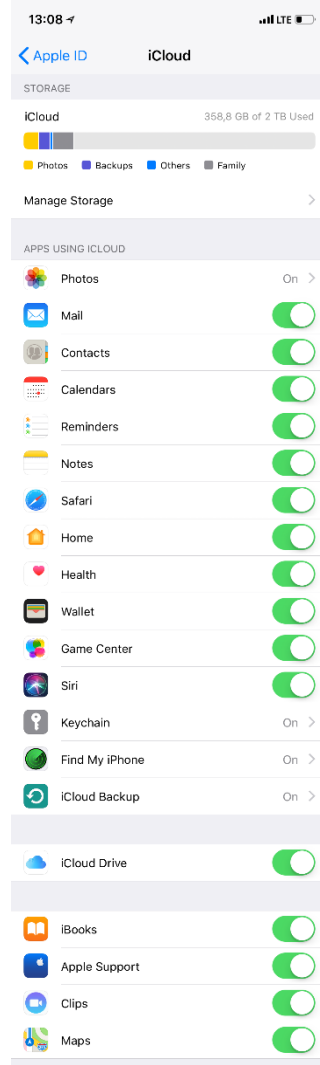 13:08 LTE
Apple ID iCloud
STORAGE
iCloud 358,8 GB of 2 TB Used
Photos Backups Others Family
Manage Storage
APPS USING ICLOUD
Photos On
Mail
Contacts
Calendars
Reminders
Notes
Safari
Home
Health
Wallet
Game Center
Siri
Keychain On
Find My iPhone On
iCloud Backup On
iCloud Drive
iBooks
Apple Support
Clips
Maps